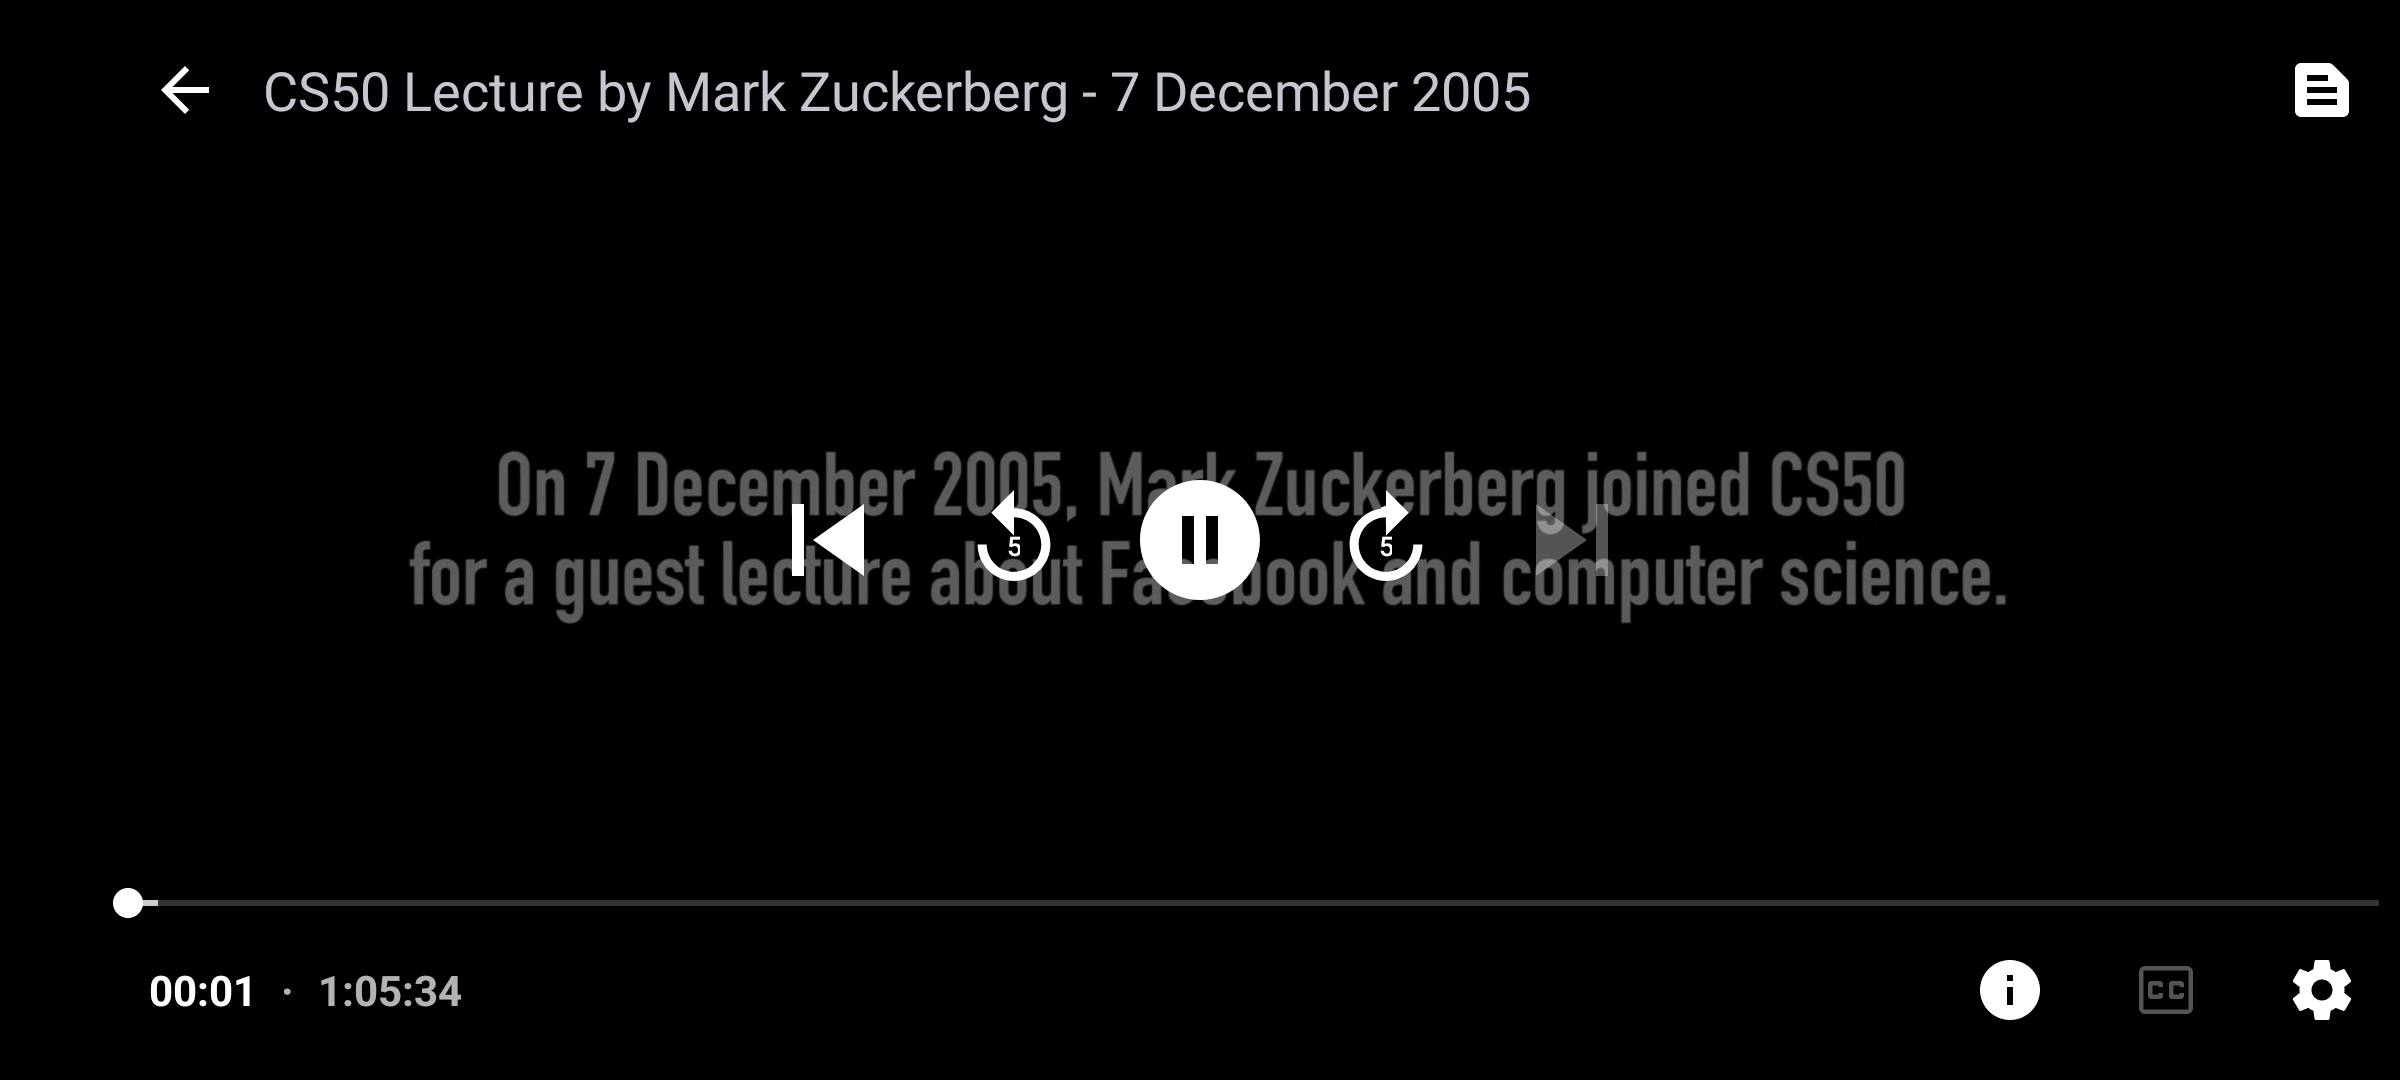 CS50 Lecture by Mark Zuckerberg - 7 December 2005
On 7 December 2005, Mark Zuckerberg joined CS50
for a guest lecture about Facebook and computer science.
5
5
00:01 · 1:05:34
CC